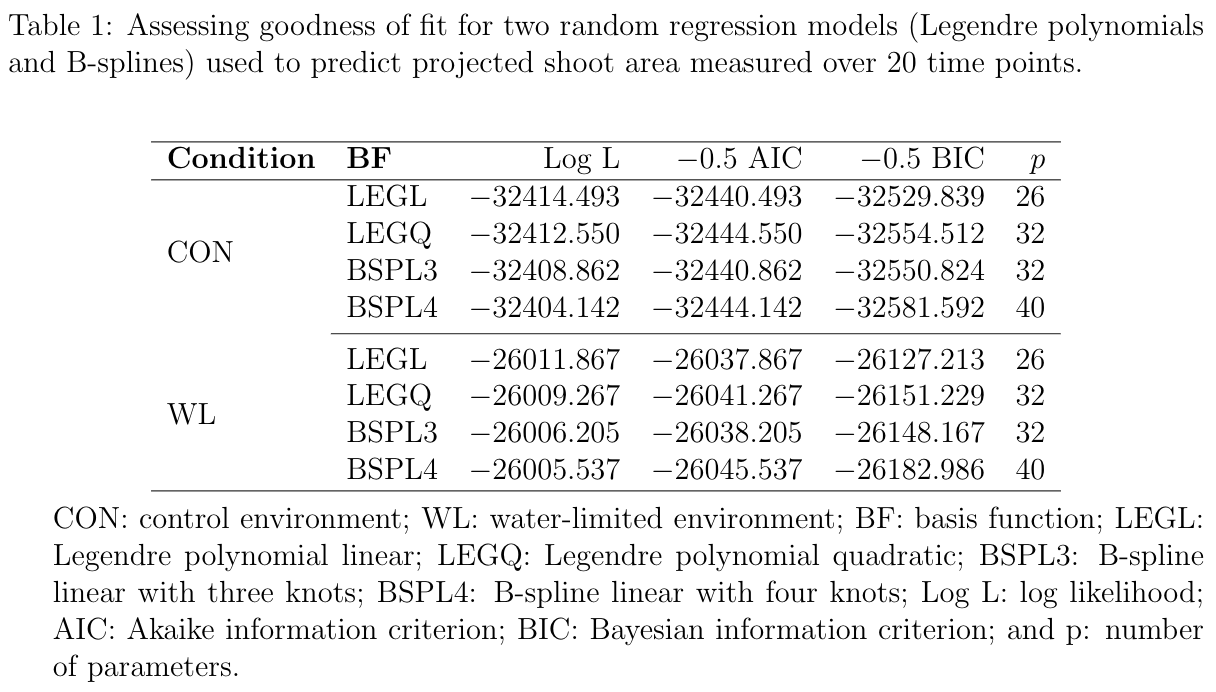 Table 1: Assessing goodness of fit for two random regression models (Legendre polynomials
and B-splines) used to predict projected shoot area measured over 20 time points.
Condition BF Log L −0.5 AIC −0.5 BIC p
CON
LEGL −32414.493 −32440.493 −32529.839 26
LEGQ −32412.550 −32444.550 −32554.512 32
BSPL3 −32408.862 −32440.862 −32550.824 32
BSPL4 −32404.142 −32444.142 −32581.592 40
WL
LEGL −26011.867 −26037.867 −26127.213 26
LEGQ −26009.267 −26041.267 −26151.229 32
BSPL3 −26006.205 −26038.205 −26148.167 32
BSPL4 −26005.537 −26045.537 −26182.986 40
CON: control environment; WL: water-limited environment; BF: basis function; LEGL:
Legendre polynomial linear; LEGQ: Legendre polynomial quadratic; BSPL3: B-spline
linear with three knots; BSPL4: B-spline linear with four knots; Log L: log likelihood;
AIC: Akaike information criterion; BIC: Bayesian information criterion; and p: number
of parameters.